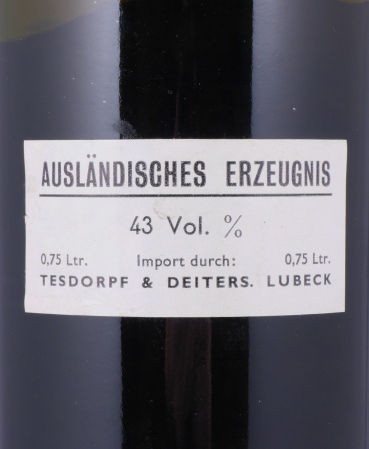 AUSLÄNDISCHES ERZEUGNIS
43 Vol. %
0,75 Ltr. Import durch: 0,75 Ltr.
TESDORPF & DEITERS. LUBECK